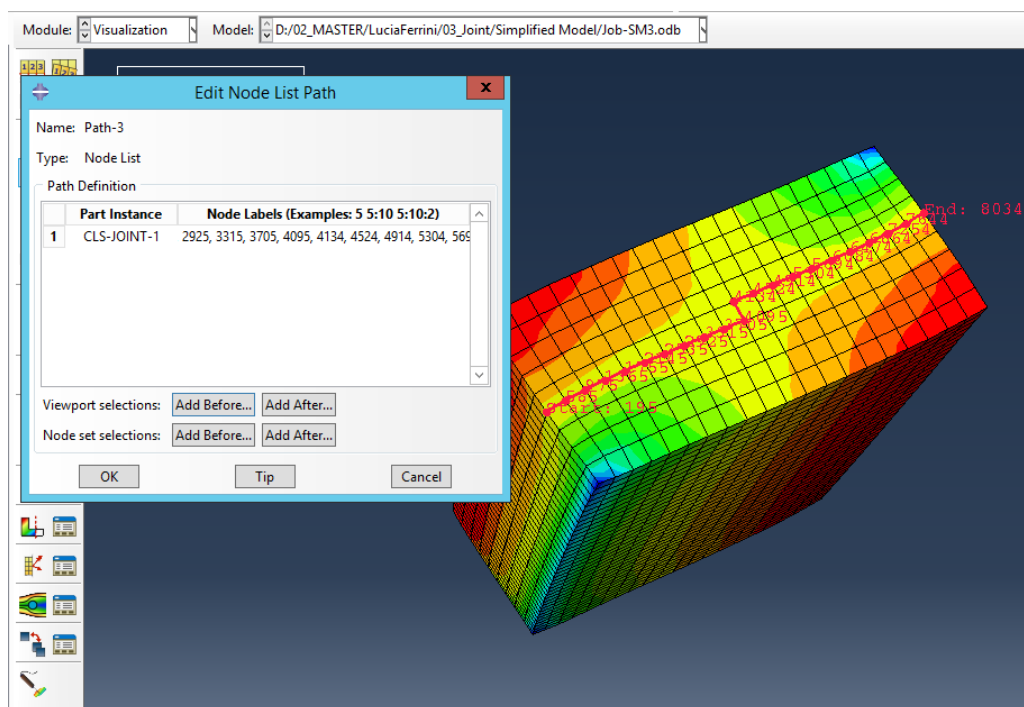 Module: Visualization Model: D:/02_MASTER/LuciaFerrini/03_Joint/Simplified Model/Job-SM3.odb
Edit Node List Path
Name: Path-3
Type: Node List
Path Definition
Part Instance Node Labels (Examples: 5 5:10 5:10:2)
1 CLS-JOINT-1 2925, 3315, 3705, 4095, 4134, 4524, 4914, 5304, 569
Viewport selections: Add Before... Add After...
Node set selections: Add Before... Add After...
OK Tip Cancel
End: 8034
4134
4095
585
Start: 195